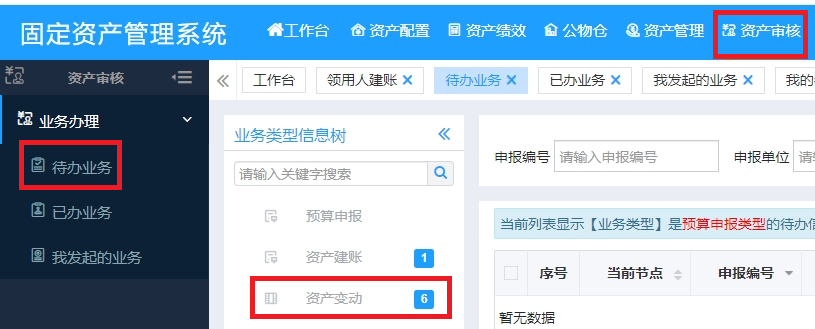 固定资产管理系统 工作台 资产配置 资产绩效 公物仓 资产管理 资产审核
资产审核
工作台 领用人建账 × 待办业务 × 已办业务 × 我发起的业务 ×
业务办理
待办业务
已办业务
我发起的业务
业务类型信息树
请输入关键字搜索
预算申报
资产建账 1
资产变动 6
申报编号 请输入申报编号 申报单位
当前列表显示【业务类型】是预算申报类型的待办
序号 当前节点 申报编号
暂无数据